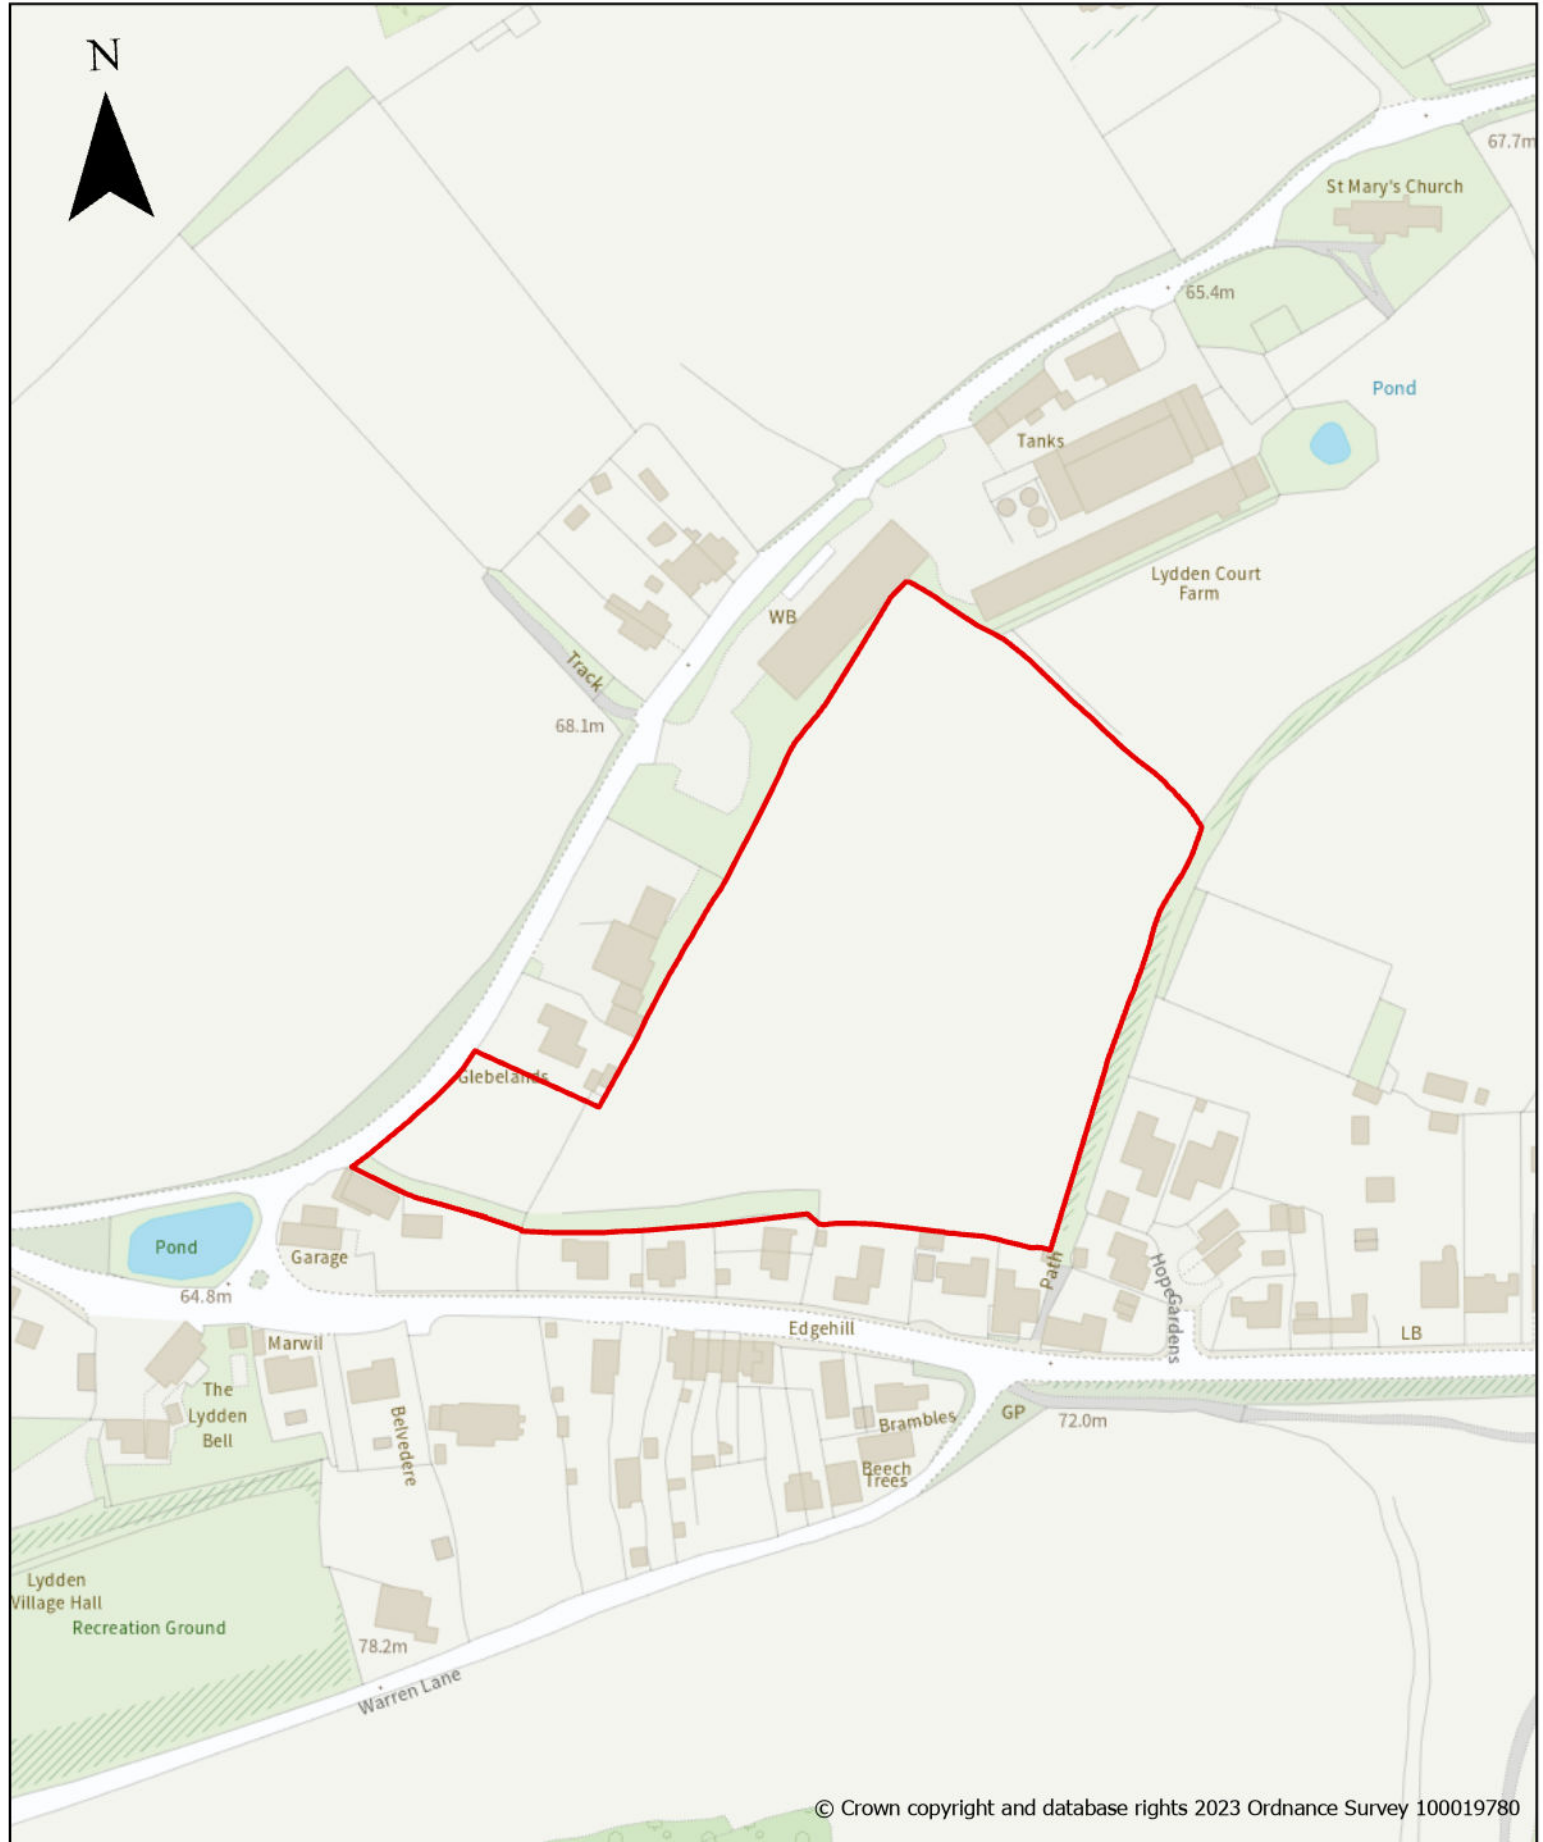 N
67.7m
St Mary's Church
65.4m
Pond
Tanks
Lydden Court
Farm
WB
Track
68.1m
Glebelands
Pond
Garage
Path
Hope
Gardens
64.8m
Edgehill
LB
Marwil
The
Lydden
Bell
Belvedere
Brambles
GP
72.0m
Beech
Trees
Lydden
Village Hall
Recreation Ground
78.2m
Warren Lane
© Crown copyright and database rights 2023 Ordnance Survey 100019780